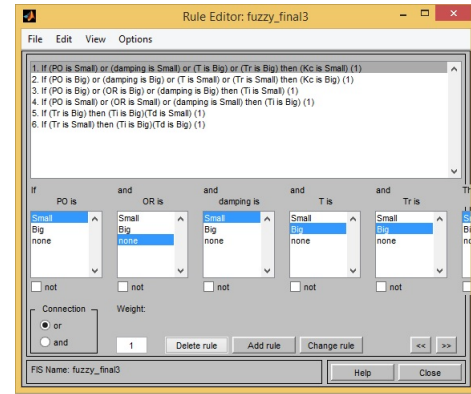 Rule Editor: fuzzy_final3
File Edit View Options
1. If (PO is Small) or (damping is Small) or (T is Big) or (Tr is Big) then (Kc is Small) (1)
2. If (PO is Big) or (damping is Big) or (T is Small) or (Tr is Small) then (Kc is Big) (1)
3. If (PO is Big) or (OR is Big) or (damping is Big) then (Ti is Small) (1)
4. If (PO is Small) or (OR is Small) or (damping is Small) then (Ti is Big) (1)
5. If (Tr is Big) then (Ti is Big)(Td is Small) (1)
6. If (Tr is Small) then (Ti is Big)(Td is Big) (1)
If and and and and Th
PO is OR is damping is T is Tr is
Small Small Small Small Small
Big Big Big Big Big
none none none none none
not not not not not
Connection Weight:
or
and 1 Delete rule Add rule Change rule << >>
FIS Name: fuzzy_final3 Help Close